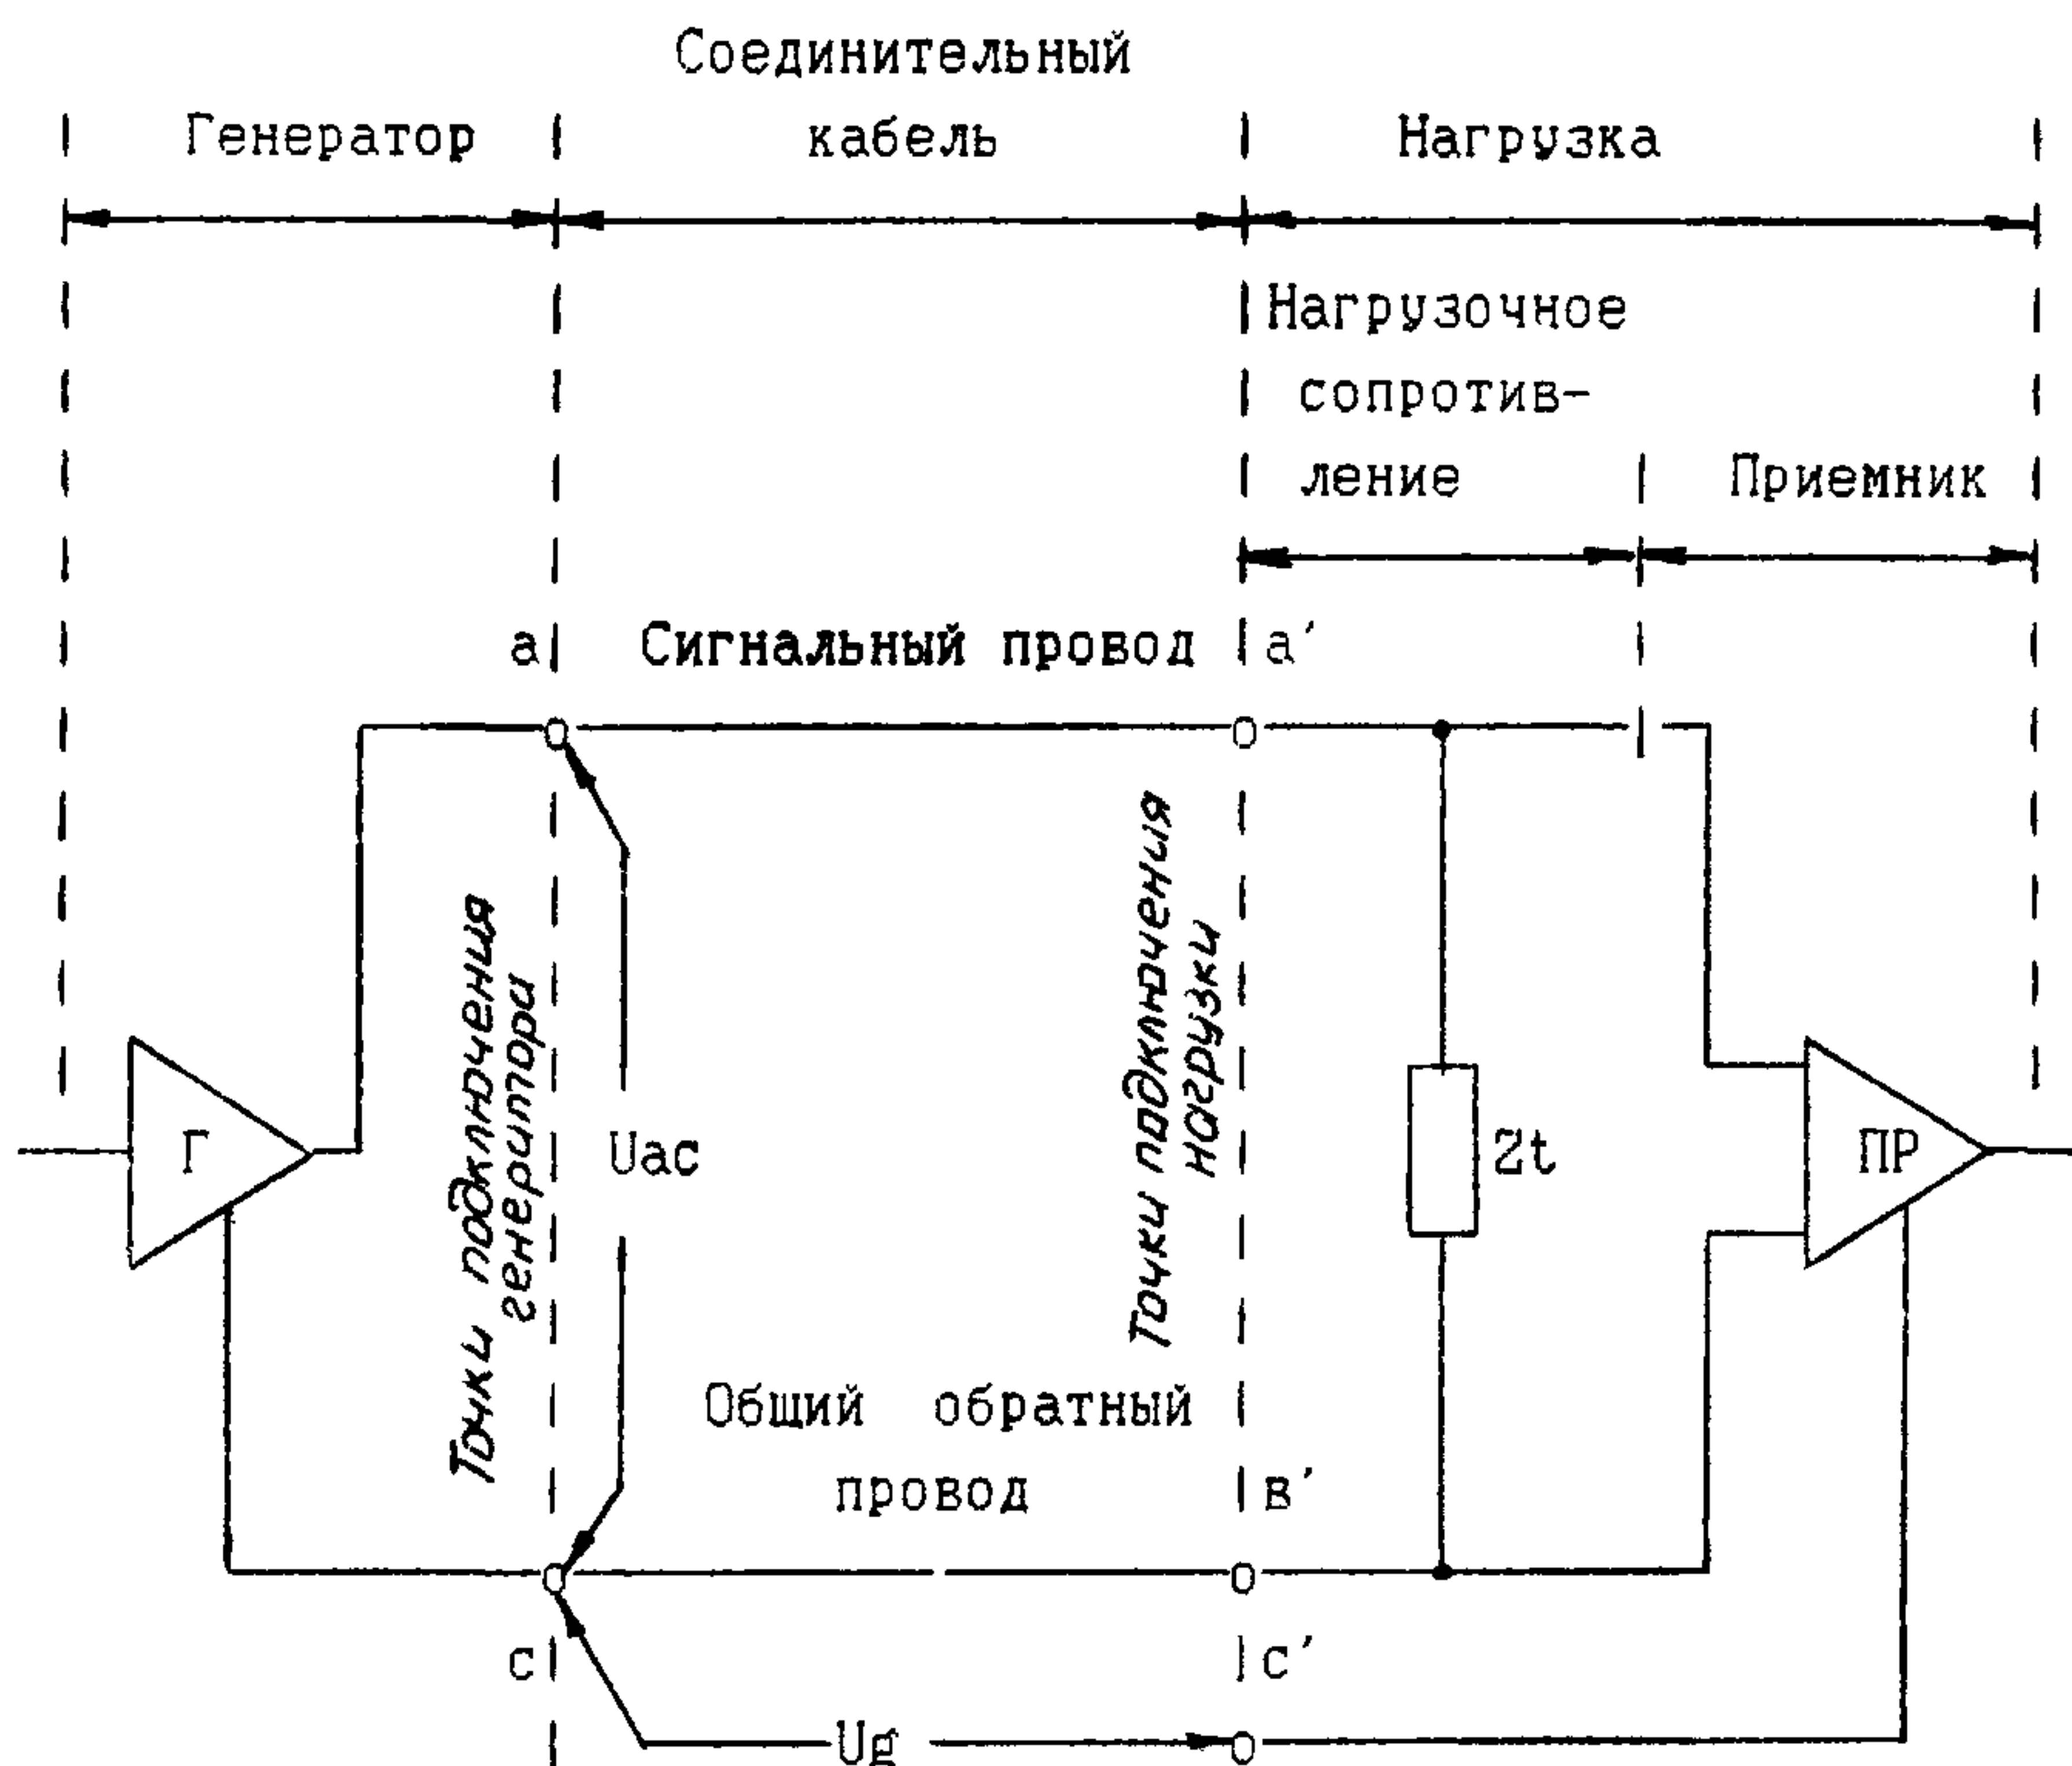 Соединительный
Генератор
кабель
Нагрузка
Нагрузочное
сопротив-
ление
Приемник
a
Сигнальный провод
a′
Точки подключения
генератора
Uac
Точки подключения
нагрузки
Г
Zt
ПР
Общий обратный
провод
в′
c
c′
Ug